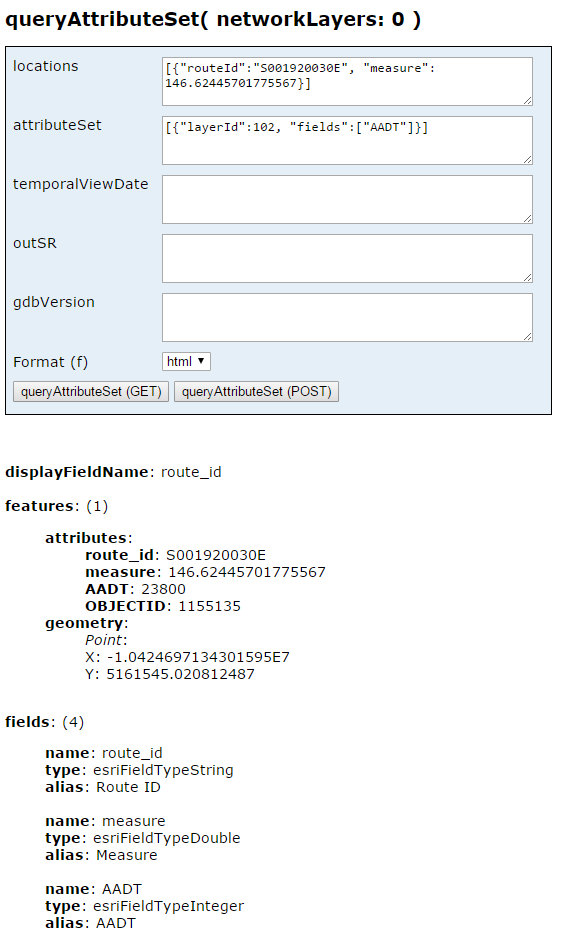 queryAttributeSet( networkLayers: 0 )
locations
[{"routeId":"S001920030E", "measure":
146.62445701775567}]
attributeSet
[{"layerId":102, "fields":["AADT"]}]
temporalViewDate
outSR
gdbVersion
Format (f)
html
queryAttributeSet (GET) queryAttributeSet (POST)
displayFieldName: route_id
features: (1)
attributes:
route_id: S001920030E
measure: 146.62445701775567
AADT: 23800
OBJECTID: 1155135
geometry:
Point:
X: -1.0424697134301595E7
Y: 5161545.020812487
fields: (4)
name: route_id
type: esriFieldTypeString
alias: Route ID
name: measure
type: esriFieldTypeDouble
alias: Measure
name: AADT
type: esriFieldTypeInteger
alias: AADT